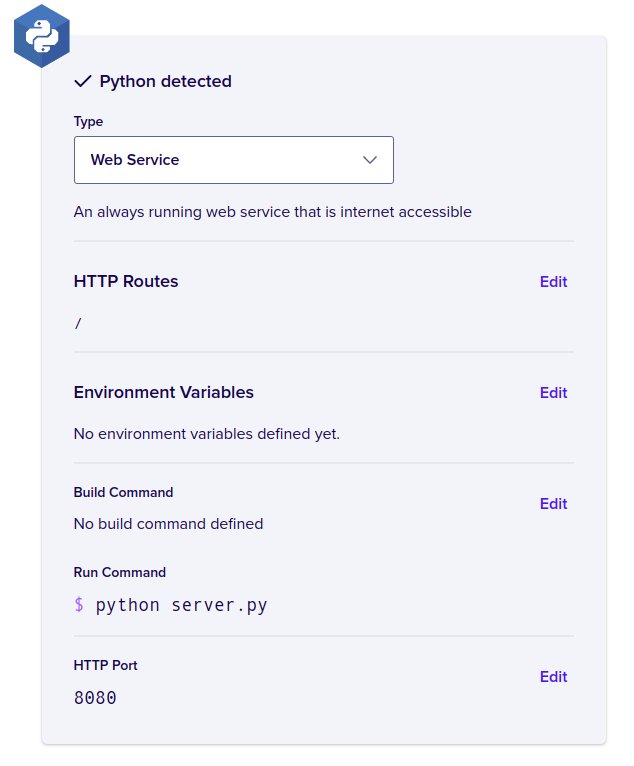 Python detected
Type
Web Service
An always running web service that is internet accessible
HTTP Routes
Edit
/
Environment Variables
Edit
No environment variables defined yet.
Build Command
Edit
No build command defined
Run Command
$ python server.py
HTTP Port
Edit
8080